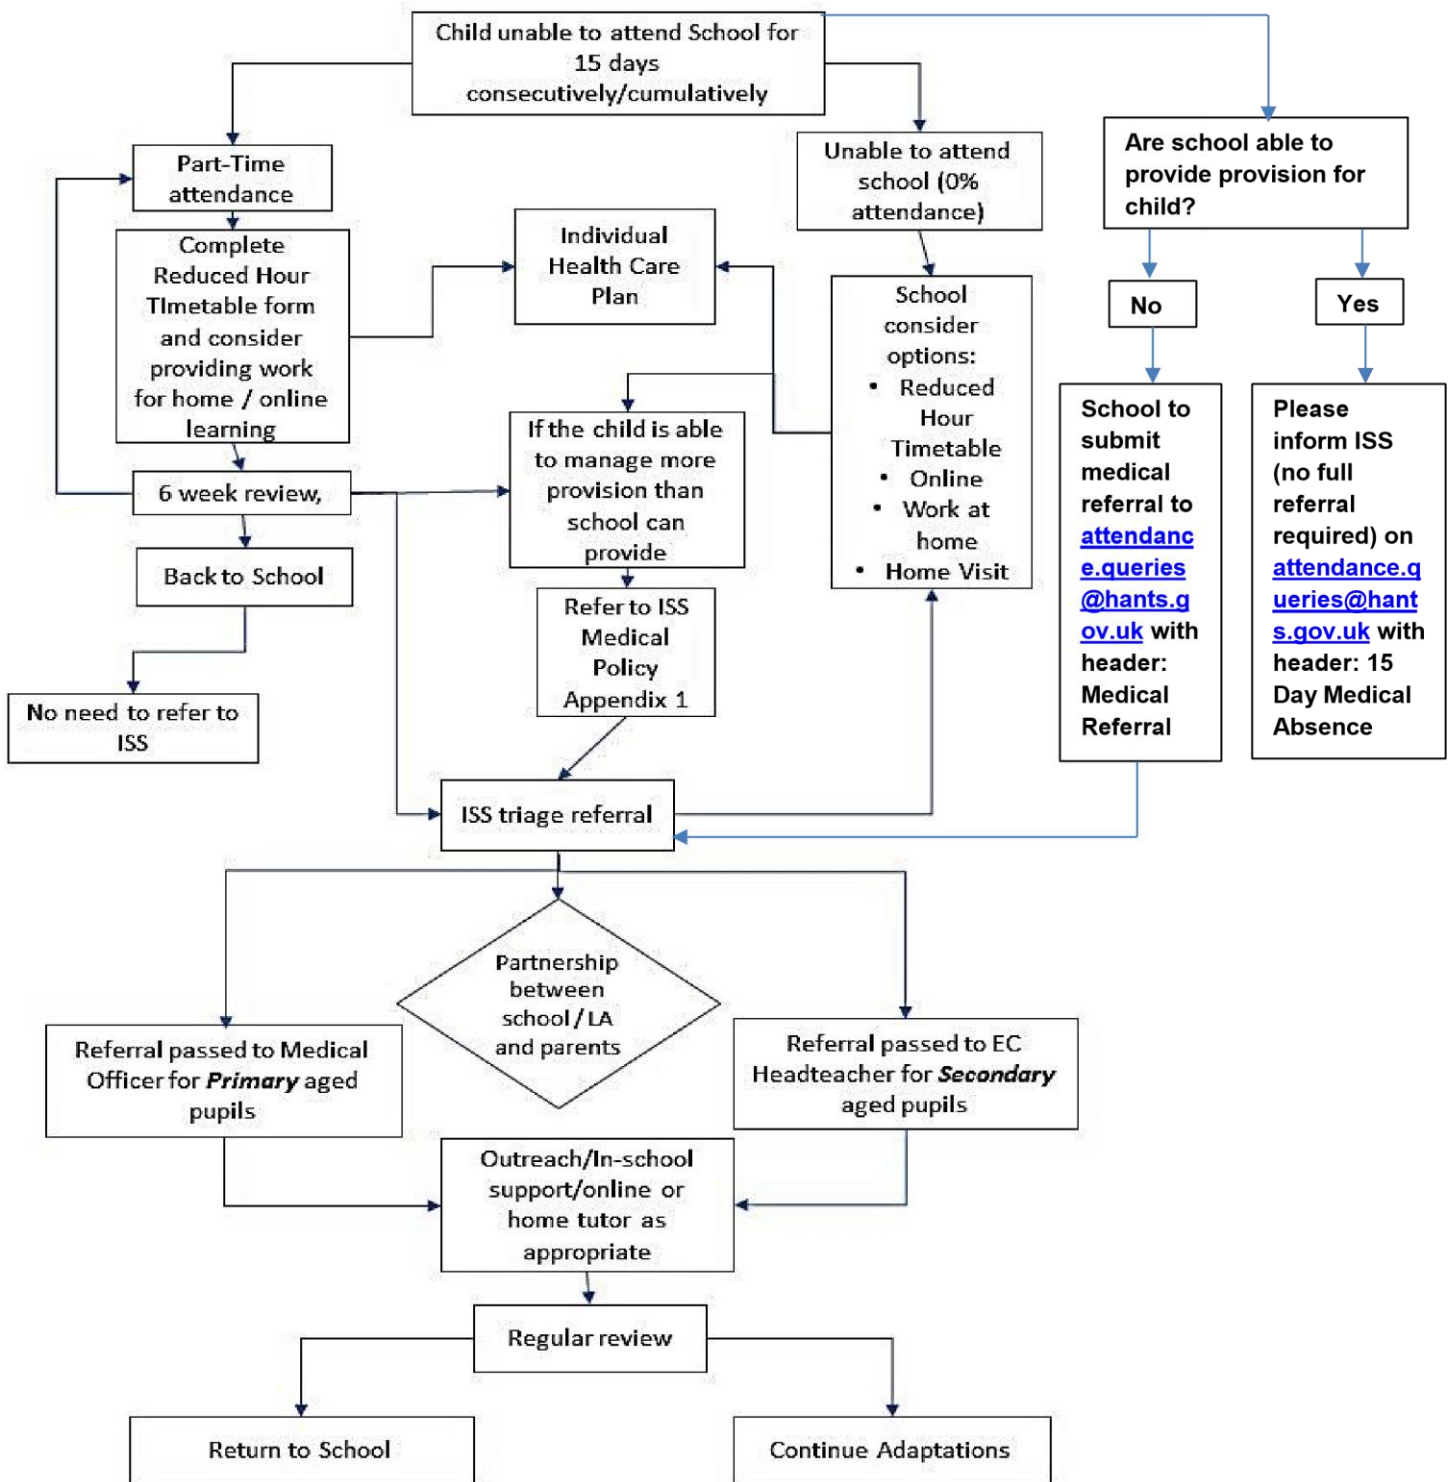 Child unable to attend School for
15 days
consecutively/cumulatively
Part-Time
attendance
Unable to attend
school (0%
attendance)
Are school able to
provide provision for
child?
Complete
Reduced Hour
TImetable form
and consider
providing work
for home / online
learning
Individual
Health Care
Plan
School
consider
options:
• Reduced
Hour
Timetable
• Online
• Work at
home
• Home Visit
No
Yes
6 week review,
If the child is able
to manage more
provision than
school can
provide
School to
submit
medical
referral to
attendanc
e.queries
@hants.g
ov.uk with
header:
Medical
Referral
Please
inform ISS
(no full
referral
required) on
attendance.q
ueries@hant
s.gov.uk with
header: 15
Day Medical
Absence
Back to School
Refer to ISS
Medical
Policy
Appendix 1
No need to refer to
ISS
ISS triage referral
Partnership
between
school / LA
and parents
Referral passed to Medical
Officer for Primary aged
pupils
Referral passed to EC
Headteacher for Secondary
aged pupils
Outreach/In-school
support/online or
home tutor as
appropriate
Regular review
Return to School
Continue Adaptations